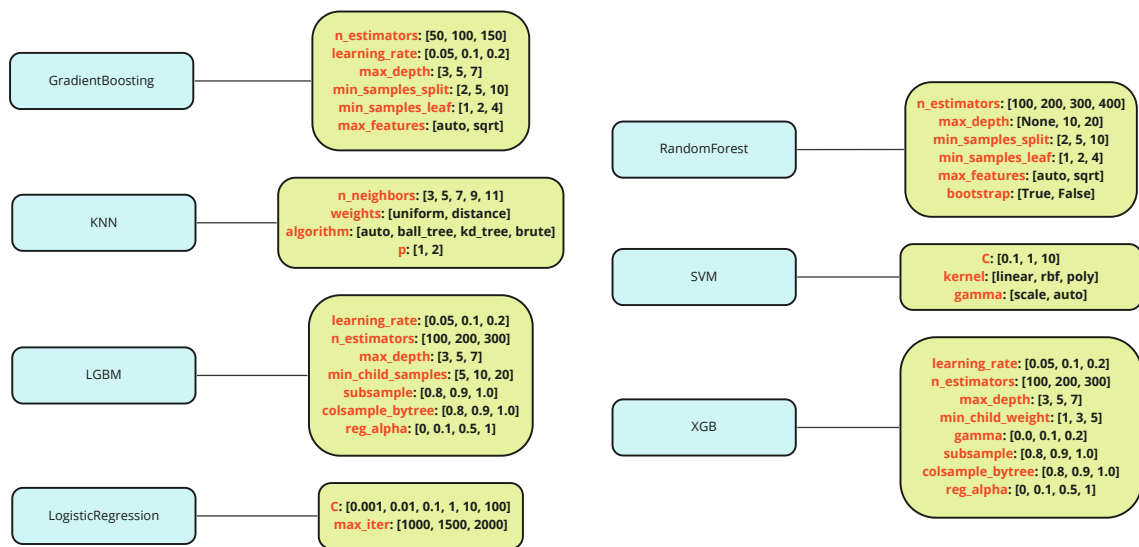 GradientBoosting
n_estimators: [50, 100, 150]
learning_rate: [0.05, 0.1, 0.2]
max_depth: [3, 5, 7]
min_samples_split: [2, 5, 10]
min_samples_leaf: [1, 2, 4]
max_features: [auto, sqrt]
KNN
n_neighbors: [3, 5, 7, 9, 11]
weights: [uniform, distance]
algorithm: [auto, ball_tree, kd_tree, brute]
p: [1, 2]
LGBM
learning_rate: [0.05, 0.1, 0.2]
n_estimators: [100, 200, 300]
max_depth: [3, 5, 7]
min_child_samples: [5, 10, 20]
subsample: [0.8, 0.9, 1.0]
colsample_bytree: [0.8, 0.9, 1.0]
reg_alpha: [0, 0.1, 0.5, 1]
LogisticRegression
C: [0.001, 0.01, 0.1, 1, 10, 100]
max_iter: [1000, 1500, 2000]
RandomForest
n_estimators: [100, 200, 300, 400]
max_depth: [None, 10, 20]
min_samples_split: [2, 5, 10]
min_samples_leaf: [1, 2, 4]
max_features: [auto, sqrt]
bootstrap: [True, False]
SVM
C: [0.1, 1, 10]
kernel: [linear, rbf, poly]
gamma: [scale, auto]
XGB
learning_rate: [0.05, 0.1, 0.2]
n_estimators: [100, 200, 300]
max_depth: [3, 5, 7]
min_child_weight: [1, 3, 5]
gamma: [0.0, 0.1, 0.2]
subsample: [0.8, 0.9, 1.0]
colsample_bytree: [0.8, 0.9, 1.0]
reg_alpha: [0, 0.1, 0.5, 1]